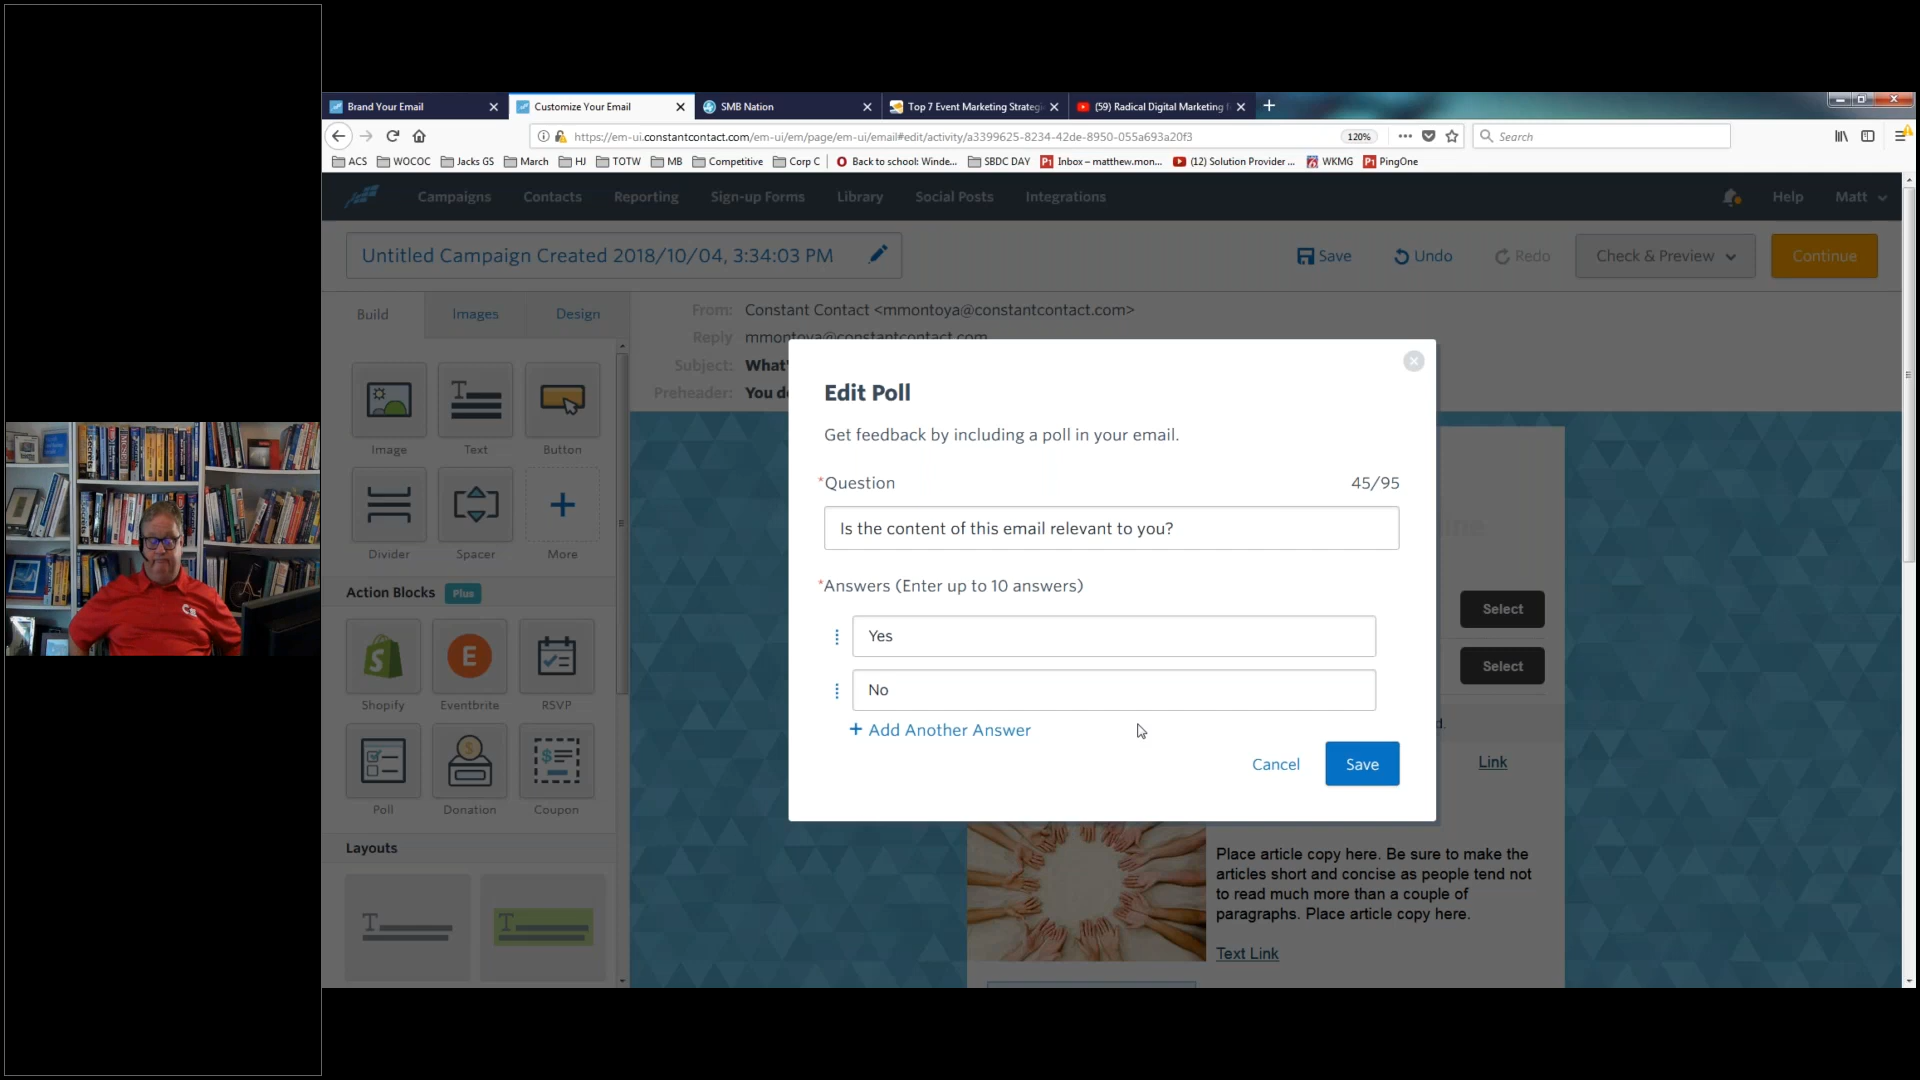 Brand Your Email
Customize Your Email
SMB Nation
Top 7 Event Marketing Strategi
(59) Radical Digital Marketing
https://em-ui.constantcontact.com/em-ui/em/page/em-ui/email#edit/activity/a3399625-8234-42de-8950-055a693a20f3
120%
Search
ACS
WOCOC
Jacks GS
March
HJ
TOTW
MB
Competitive
Corp C
Back to school: Winde...
SBDC DAY
Inbox – matthew.mon...
(12) Solution Provider ...
WKMG
PingOne
Campaigns
Contacts
Reporting
Sign-up Forms
Library
Social Posts
Integrations
Help
Matt
Untitled Campaign Created 2018/10/04, 3:34:03 PM
Save
Undo
Redo
Check & Preview
Continue
Build
Images
Design
From: Constant Contact <mmontoya@constantcontact.com>
Reply mmontoya@constantcontact.com
Subject: What'
Preheader: You d
Image
Text
Button
Divider
Spacer
More
Action Blocks Plus
Shopify
Eventbrite
RSVP
Poll
Donation
Coupon
Layouts
Edit Poll
Get feedback by including a poll in your email.
*Question 45/95
Is the content of this email relevant to you?
*Answers (Enter up to 10 answers)
Yes
No
+ Add Another Answer
Cancel
Save
Select
Select
d.
Link
Place article copy here. Be sure to make the
articles short and concise as people tend not
to read much more than a couple of
paragraphs. Place article copy here.
Text Link